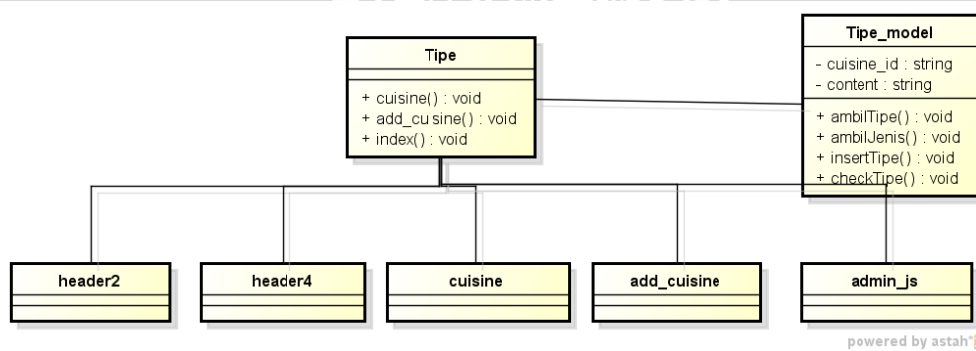 Tipe
+ cuisine() : void
+ add_cuisine() : void
+ index() : void
Tipe_model
- cuisine_id : string
- content : string
+ ambilTipe() : void
+ ambilJenis() : void
+ insertTipe() : void
+ checkTipe() : void
header2
header4
cuisine
add_cuisine
admin_js
powered by astah*